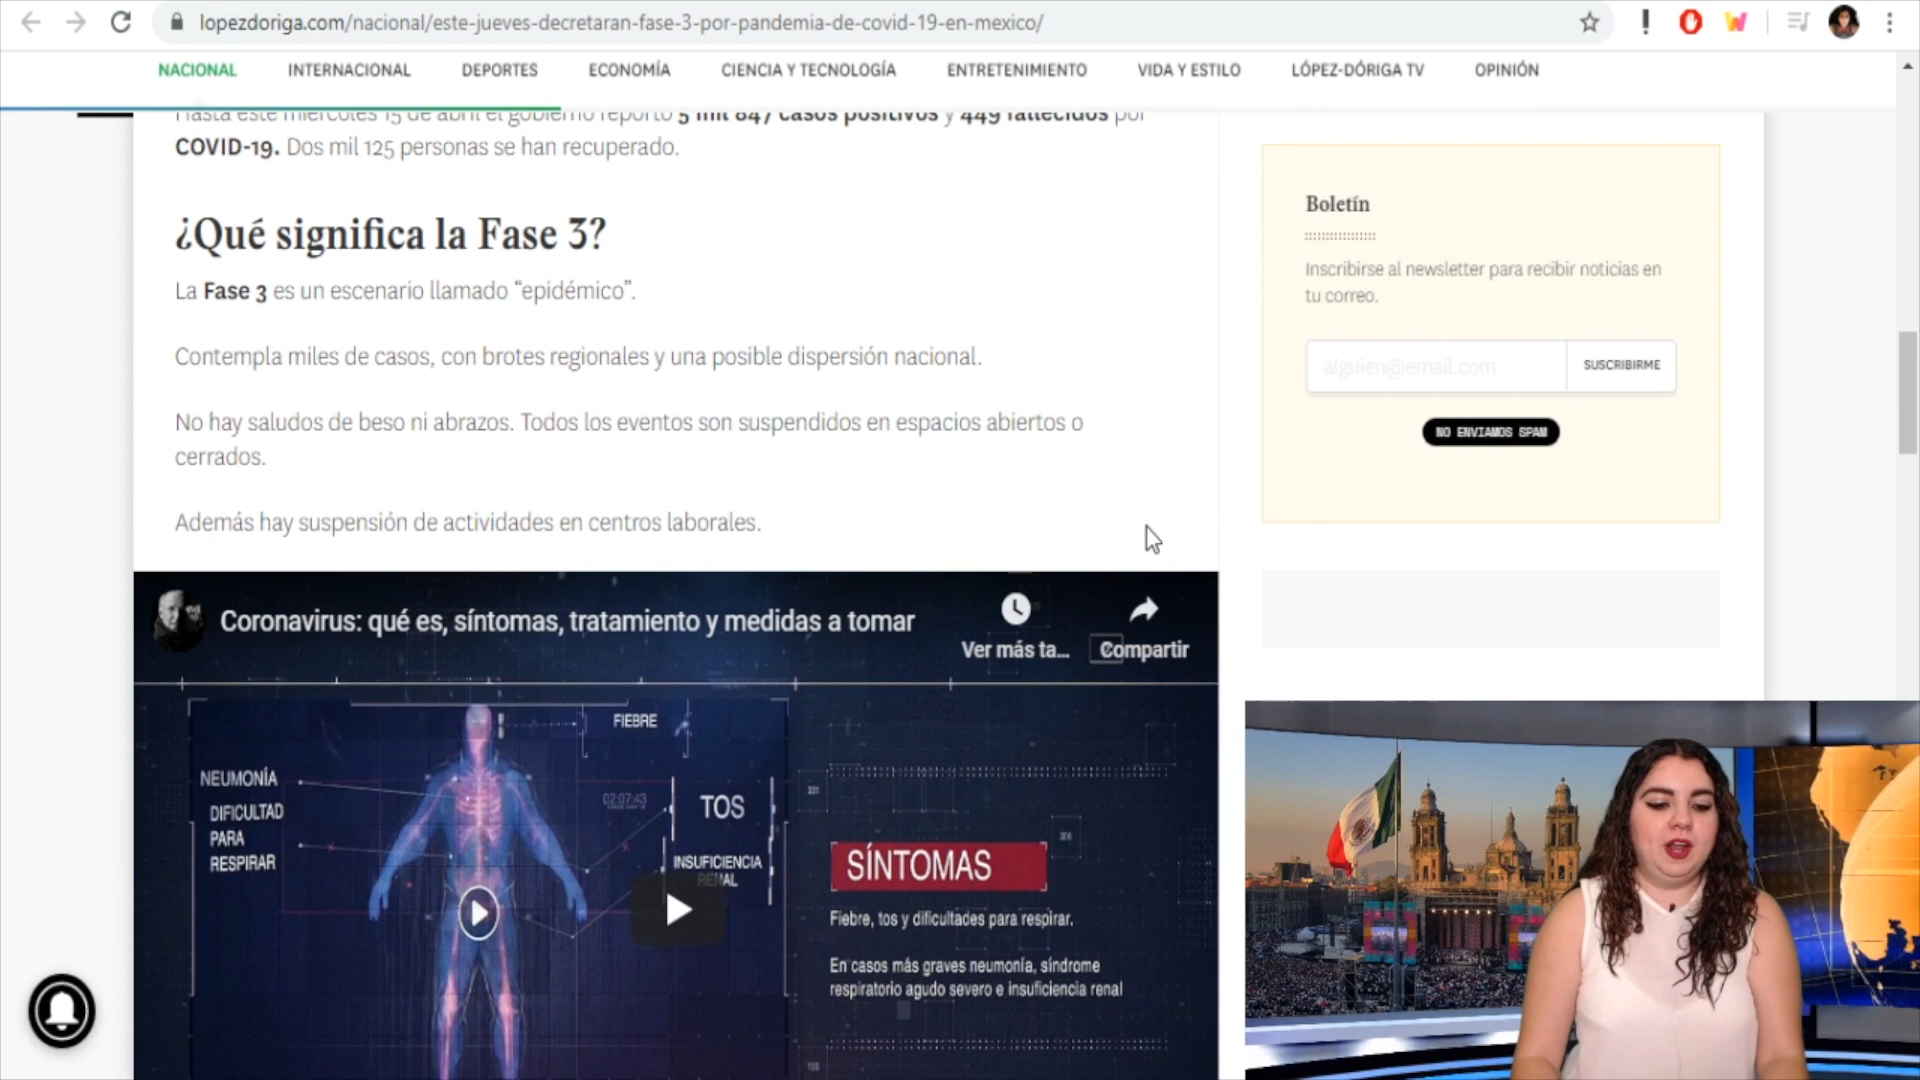 lopezdoriga.com/nacional/este-jueves-decretaran-fase-3-por-pandemia-de-covid-19-en-mexico/
NACIONAL INTERNACIONAL DEPORTES ECONOMÍA CIENCIA Y TECNOLOGÍA ENTRETENIMIENTO VIDA Y ESTILO LÓPEZ-DÓRIGA TV OPINIÓN
Hasta este miércoles 15 de abril el gobierno reportó 5 mil 847 casos positivos y 449 fallecidos por
COVID-19. Dos mil 125 personas se han recuperado.
¿Qué significa la Fase 3?
La Fase 3 es un escenario llamado “epidémico”.
Contempla miles de casos, con brotes regionales y una posible dispersión nacional.
No hay saludos de beso ni abrazos. Todos los eventos son suspendidos en espacios abiertos o
cerrados.
Además hay suspensión de actividades en centros laborales.
Coronavirus: qué es, síntomas, tratamiento y medidas a tomar
Ver más ta... Compartir
FIEBRE
NEUMONÍA
DIFICULTAD
PARA
RESPIRAR
02:07:43
TOS
INSUFICIENCIA
RENAL
SÍNTOMAS
Fiebre, tos y dificultades para respirar.
En casos más graves neumonía, síndrome
respiratorio agudo severo e insuficiencia renal
Boletín
Inscribirse al newsletter para recibir noticias en
tu correo.
alguien@email.com SUSCRIBIRME
NO ENVIAMOS SPAM